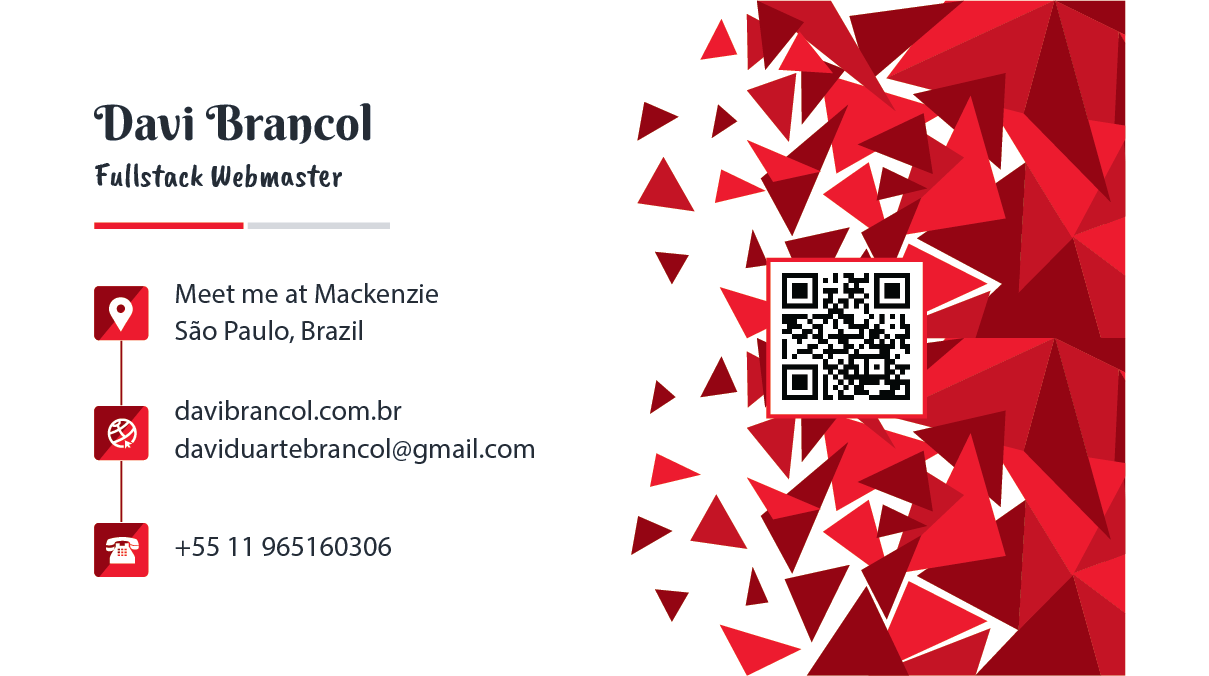 Davi Brancol
Fullstack Webmaster
Meet me at Mackenzie
São Paulo, Brazil
davibrancol.com.br
daviduartebrancol@gmail.com
+55 11 965160306